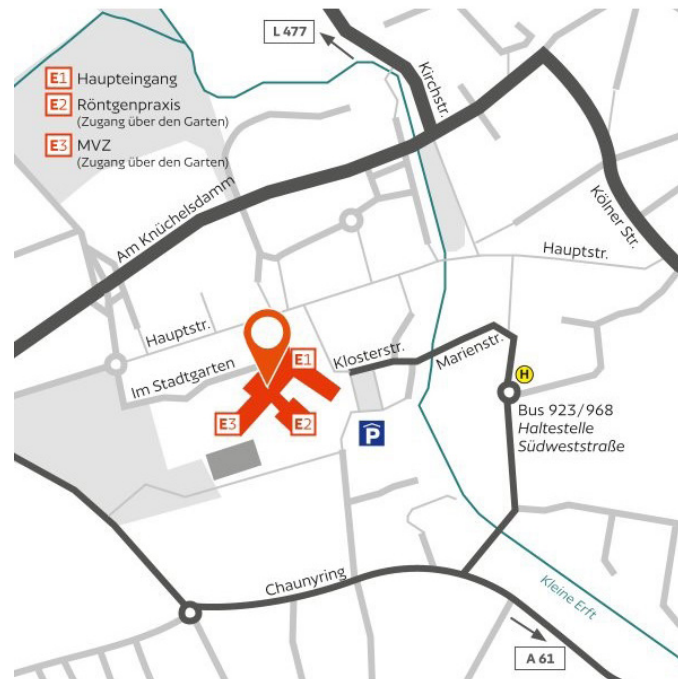 L 477
E1 Haupteingang
E2 Röntgenpraxis
(Zugang über den Garten)
E3 MVZ
(Zugang über den Garten)
Kirchstr.
Kölner Str.
Am Knüchelsdamm
Hauptstr.
Hauptstr.
Im Stadtgarten
E1
Klosterstr.
Marienstr.
H
E3
E2
P
Bus 923/968
Haltestelle
Südweststraße
Chaunyring
Kleine Erft
A 61